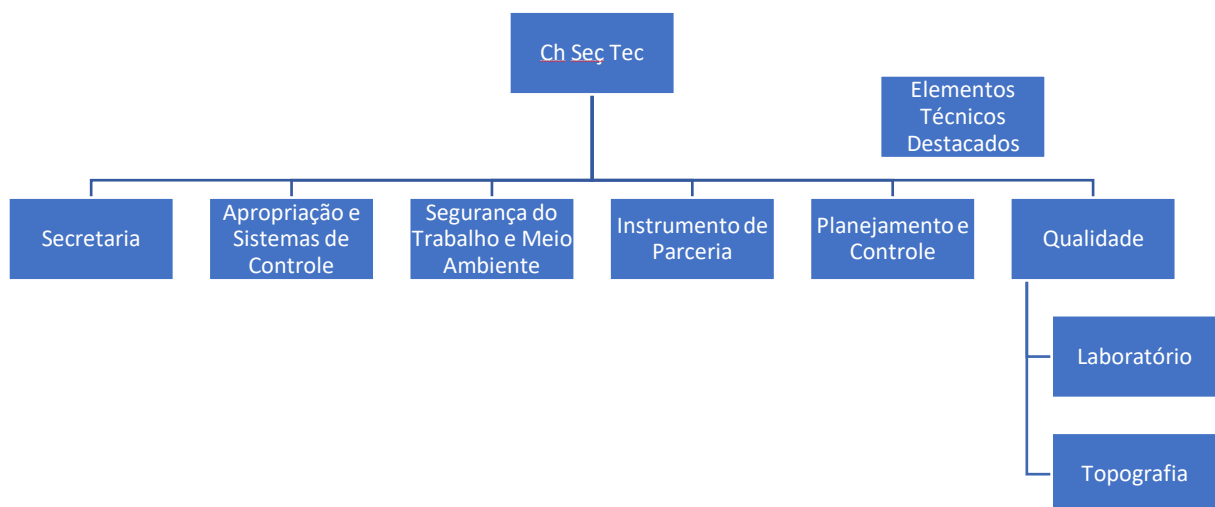 Ch Seç Tec
Elementos
Técnicos
Destacados
Secretaria
Apropriação e
Sistemas de
Controle
Segurança do
Trabalho e Meio
Ambiente
Instrumento de
Parceria
Planejamento e
Controle
Qualidade
Laboratório
Topografia